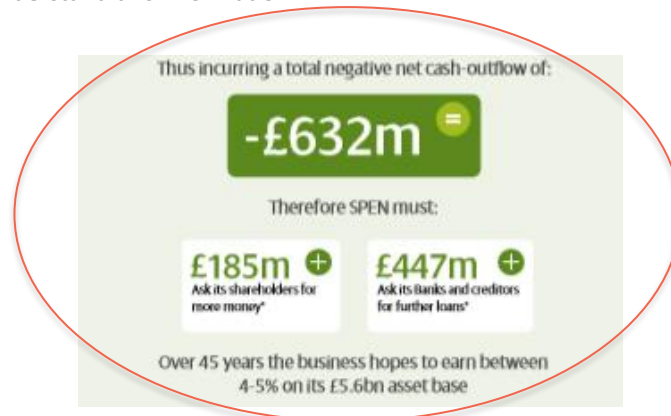 Thus incurring a total negative net cash-outflow of:
-£632m =
Therefore SPEN must:
£185m +
Ask its shareholders for
more money*
£447m +
Ask its Banks and creditors
for further loans*
Over 45 years the business hopes to earn between
4-5% on its £5.6bn asset base